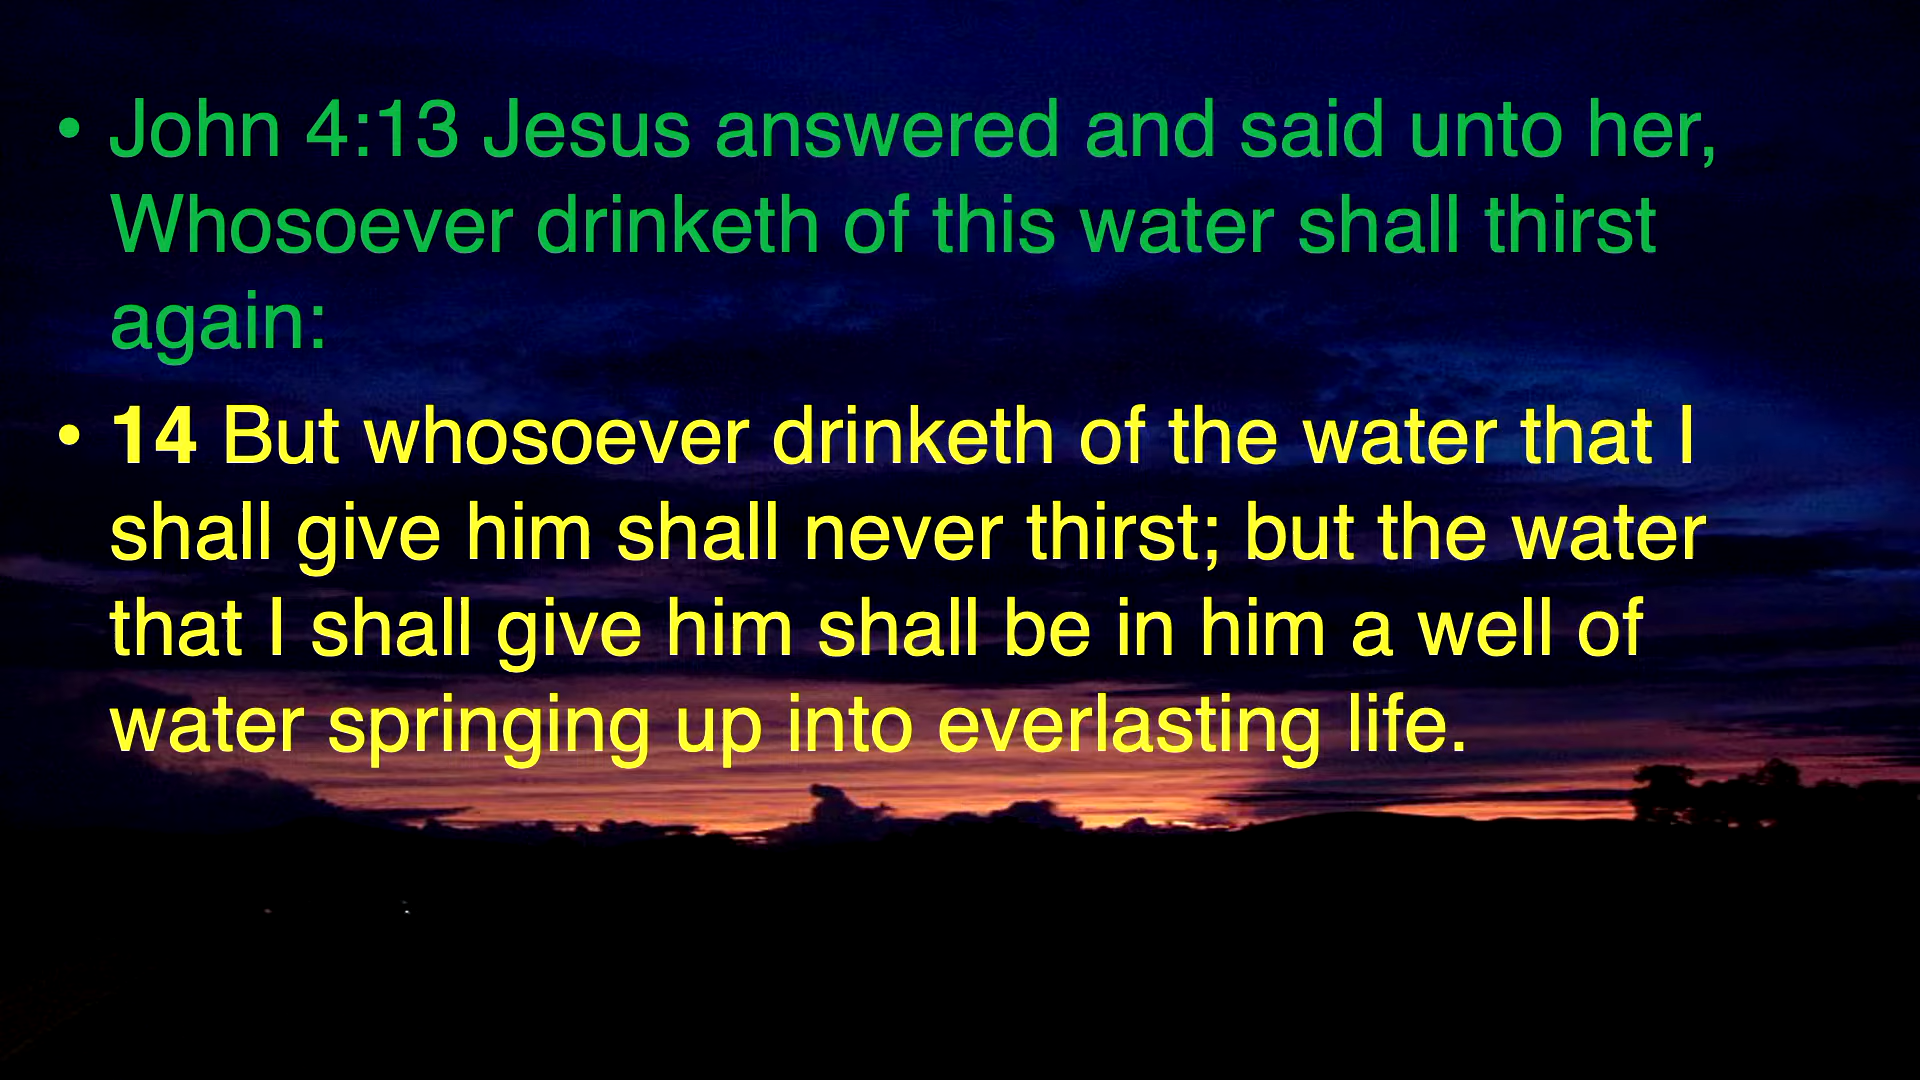 • John 4:13 Jesus answered and said unto her,
Whosoever drinketh of this water shall thirst
again:
• 14 But whosoever drinketh of the water that I
shall give him shall never thirst; but the water
that I shall give him shall be in him a well of
water springing up into everlasting life.